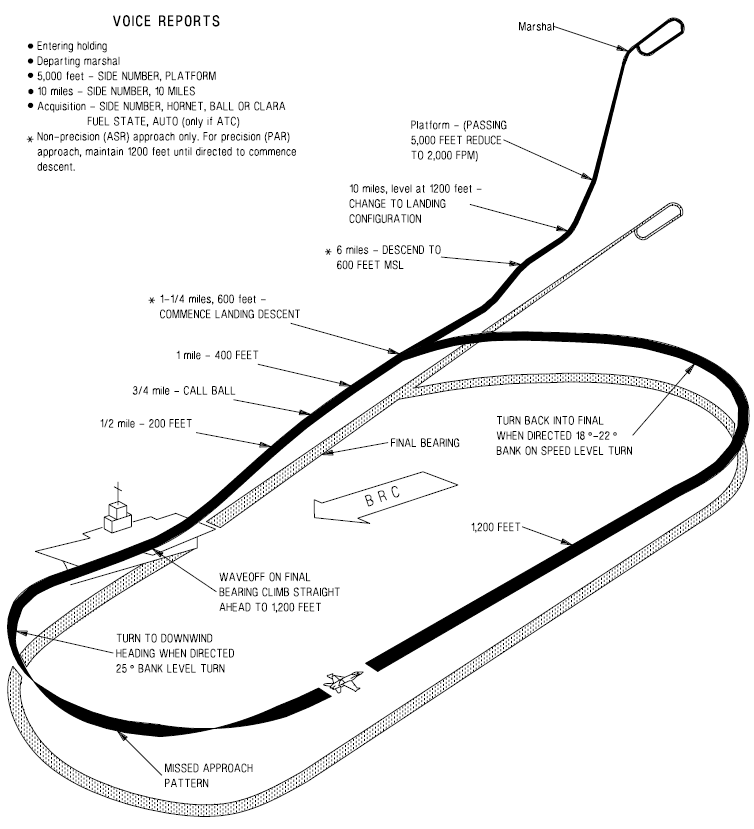 VOICE REPORTS
● Entering holding
● Departing marshal
● 5,000 feet – SIDE NUMBER, PLATFORM
● 10 miles – SIDE NUMBER, 10 MILES
● Acquisition – SIDE NUMBER, HORNET, BALL OR CLARA
FUEL STATE, AUTO (only if ATC)
* Non-precision (ASR) approach only. For precision (PAR)
approach, maintain 1200 feet until directed to commence
descent.
Marshal
Platform – (PASSING
5,000 FEET REDUCE
TO 2,000 FPM)
10 miles, level at 1200 feet –
CHANGE TO LANDING
CONFIGURATION
* 6 miles – DESCEND TO
600 FEET MSL
* 1-1/4 miles, 600 feet –
COMMENCE LANDING DESCENT
1 mile – 400 FEET
3/4 mile – CALL BALL
1/2 mile – 200 FEET
FINAL BEARING
TURN BACK INTO FINAL
WHEN DIRECTED 18°-22°
BANK ON SPEED LEVEL TURN
BRC
1,200 FEET
WAVEOFF ON FINAL
BEARING CLIMB STRAIGHT
AHEAD TO 1,200 FEET
TURN TO DOWNWIND
HEADING WHEN DIRECTED
25° BANK LEVEL TURN
MISSED APPROACH
PATTERN